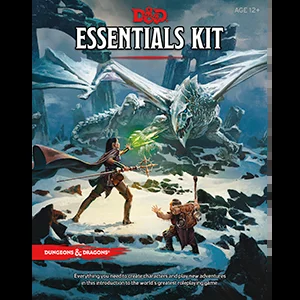 AGE 12+
D&D
ESSENTIALS KIT
DUNGEONS & DRAGONS®
Everything you need to create characters and play new adventures
in this introduction to the world's greatest roleplaying game.